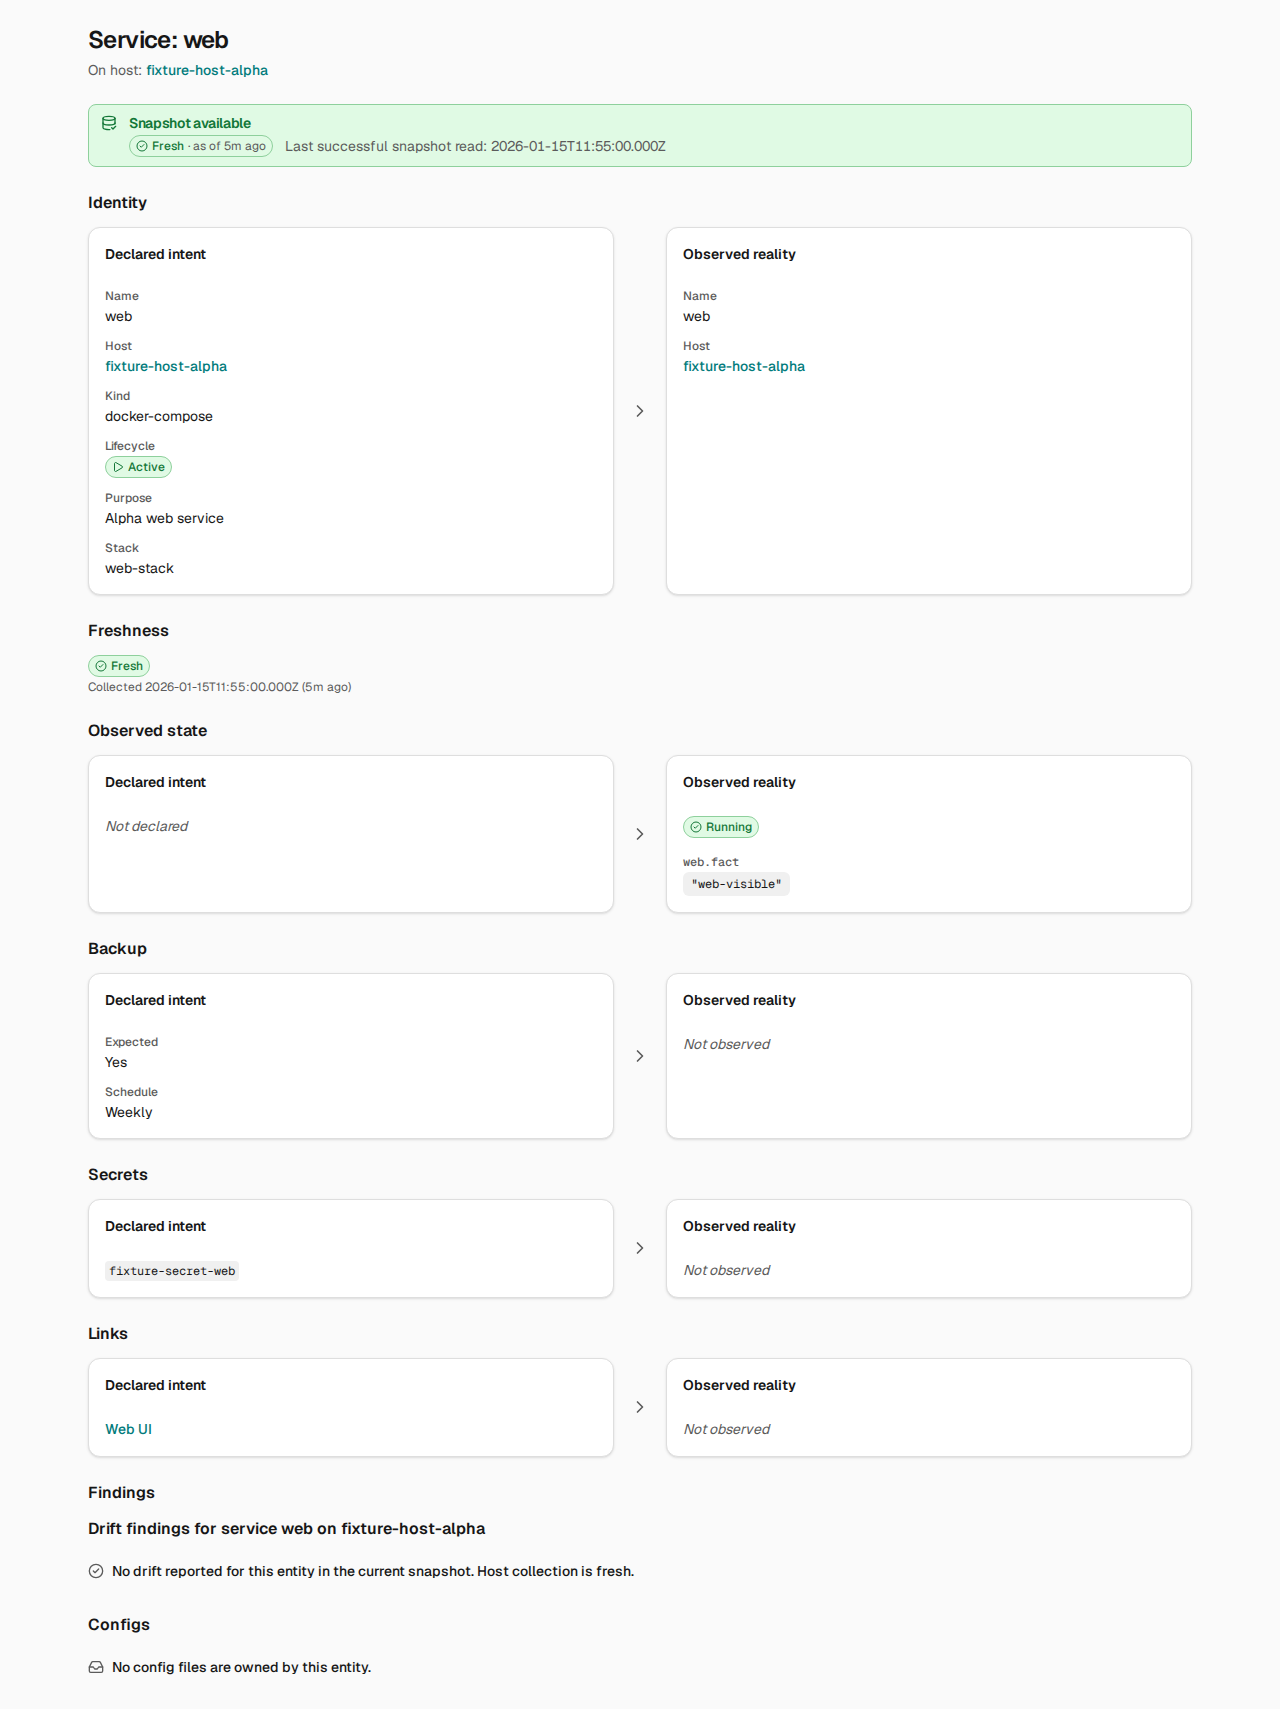 Service: web
On host: fixture-host-alpha
Snapshot available
Fresh · as of 5m ago Last successful snapshot read: 2026-01-15T11:55:00.000Z
Identity
Declared intent
Name
web
Host
fixture-host-alpha
Kind
docker-compose
Lifecycle
Active
Purpose
Alpha web service
Stack
web-stack
Observed reality
Name
web
Host
fixture-host-alpha
Freshness
Fresh
Collected 2026-01-15T11:55:00.000Z (5m ago)
Observed state
Declared intent
Not declared
Observed reality
Running
web.fact
"web-visible"
Backup
Declared intent
Expected
Yes
Schedule
Weekly
Observed reality
Not observed
Secrets
Declared intent
fixture-secret-web
Observed reality
Not observed
Links
Declared intent
Web UI
Observed reality
Not observed
Findings
Drift findings for service web on fixture-host-alpha
No drift reported for this entity in the current snapshot. Host collection is fresh.
Configs
No config files are owned by this entity.